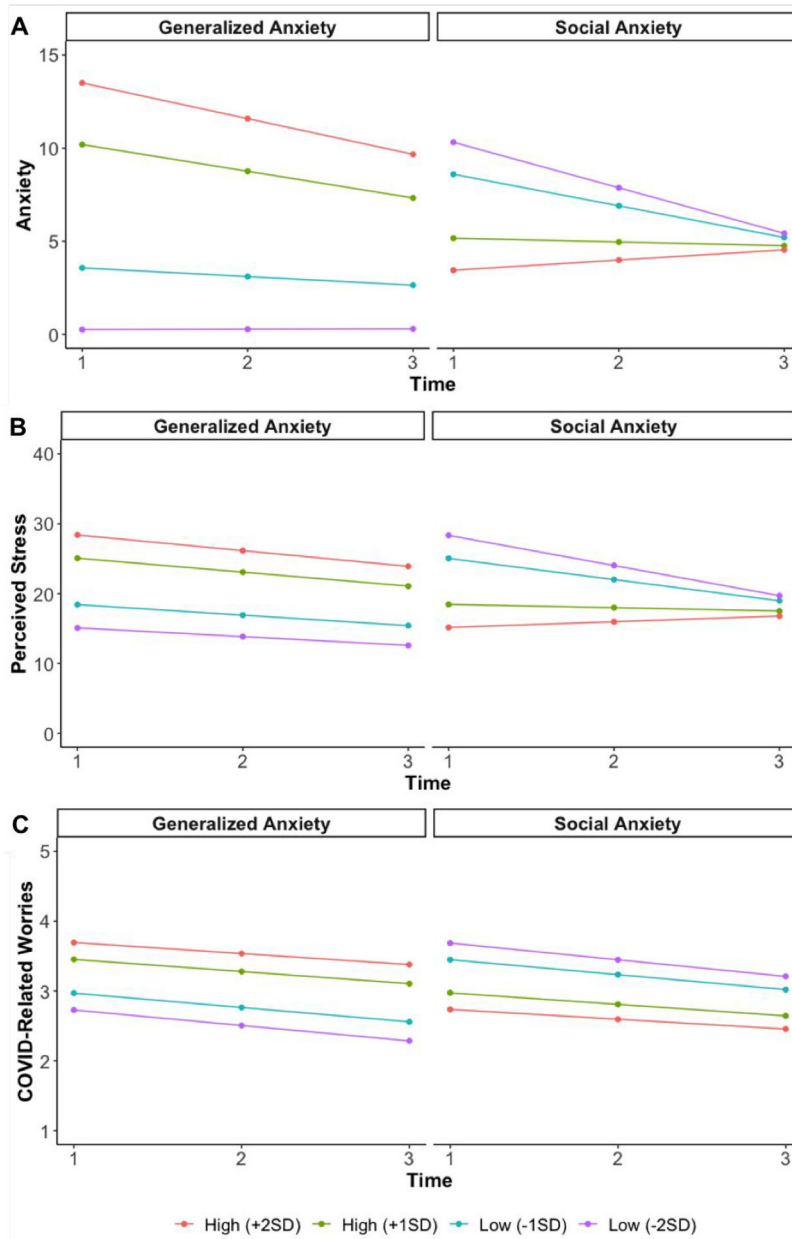 A
Generalized Anxiety Social Anxiety
15
10
5
0
Anxiety
1 2 3 1 2 3
Time
B
Generalized Anxiety Social Anxiety
40
30
20
10
0
Perceived Stress
1 2 3 1 2 3
Time
C
Generalized Anxiety Social Anxiety
5
4
3
2
1
COVID-Related Worries
1 2 3 1 2 3
Time
High (+2SD) High (+1SD) Low (-1SD) Low (-2SD)